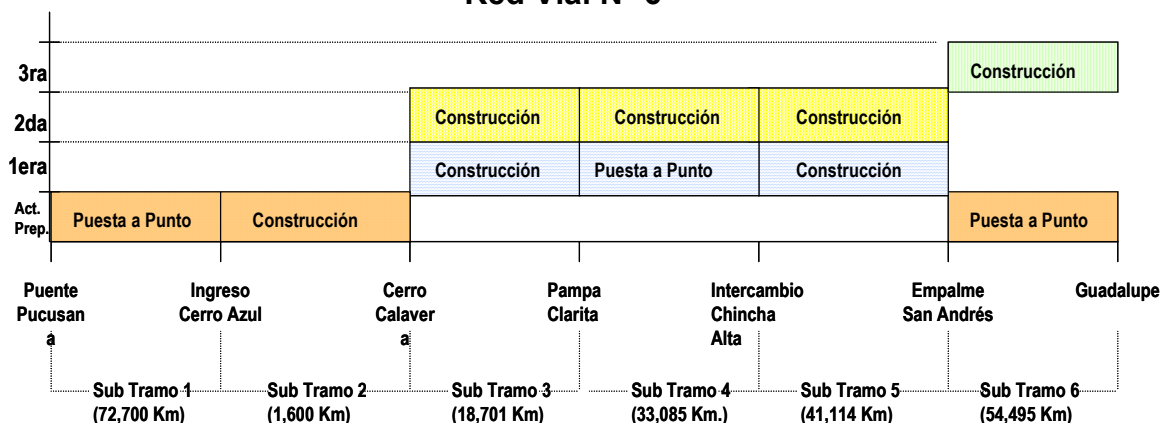 3ra
Construcción
2da
Construcción Construcción Construcción
1era
Construcción Puesta a Punto Construcción
Act.
Prep.
Puesta a Punto Construcción Puesta a Punto
Puente
Pucusan
a
Ingreso
Cerro Azul
Cerro
Calaver
a
Pampa
Clarita
Intercambio
Chincha
Alta
Empalme
San Andrés
Guadalupe
Sub Tramo 1
(72,700 Km)
Sub Tramo 2
(1,600 Km)
Sub Tramo 3
(18,701 Km)
Sub Tramo 4
(33,085 Km.)
Sub Tramo 5
(41,114 Km)
Sub Tramo 6
(54,495 Km)